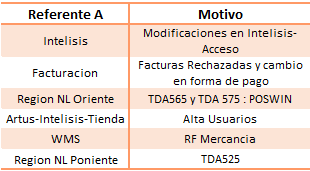 Referente A Motivo
Intelisis Modificaciones en Intelisis-
Acceso
Facturacion Facturas Rechazadas y cambio
en forma de pago
Region NL Oriente TDA565 y TDA 575 : POSWIN
Artus-Intelisis-Tienda Alta Usuarios
WMS RF Mercancia
Region NL Poniente TDA525